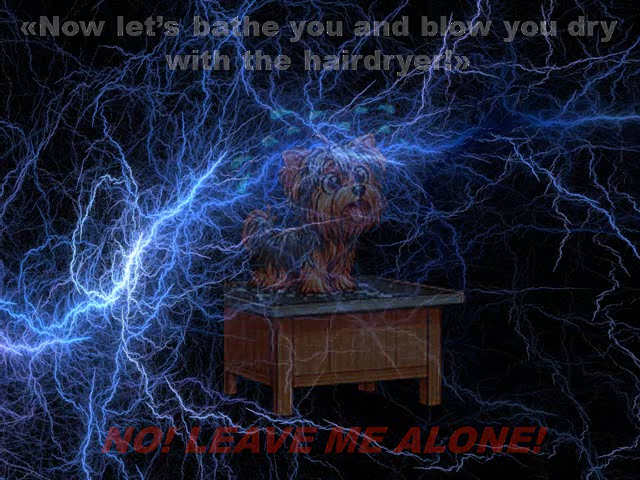 «Now let’s bathe you and blow you dry
with the hairdryer!»
NO! LEAVE ME ALONE!